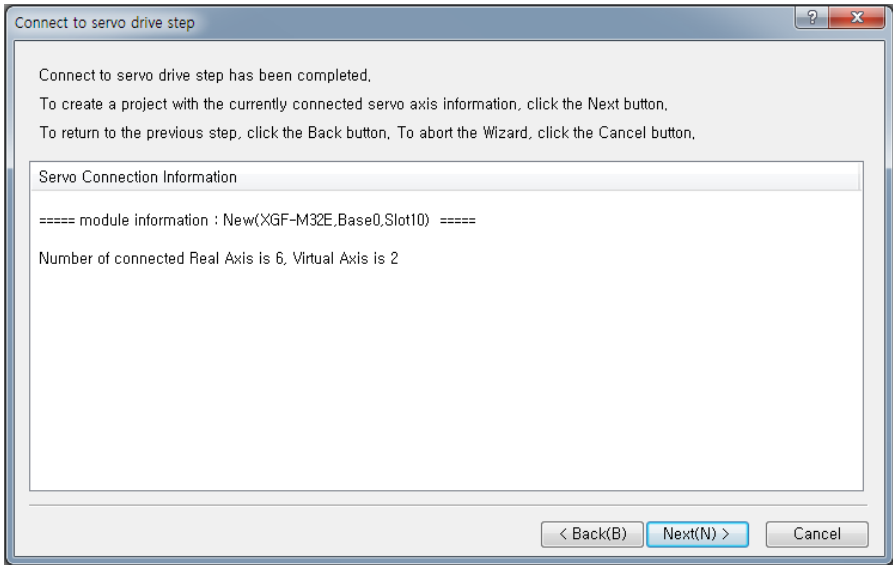 Connect to servo drive step
?
X
Connect to servo drive step has been completed,
To create a project with the currently connected servo axis information, click the Next button,
To return to the previous step, click the Back button, To abort the Wizard, click the Cancel button,
Servo Connection Information
===== module information : New(XGF-M32E,Base0,Slot10) =====
Number of connected Real Axis is 6, Virtual Axis is 2
< Back(B) Next(N) > Cancel